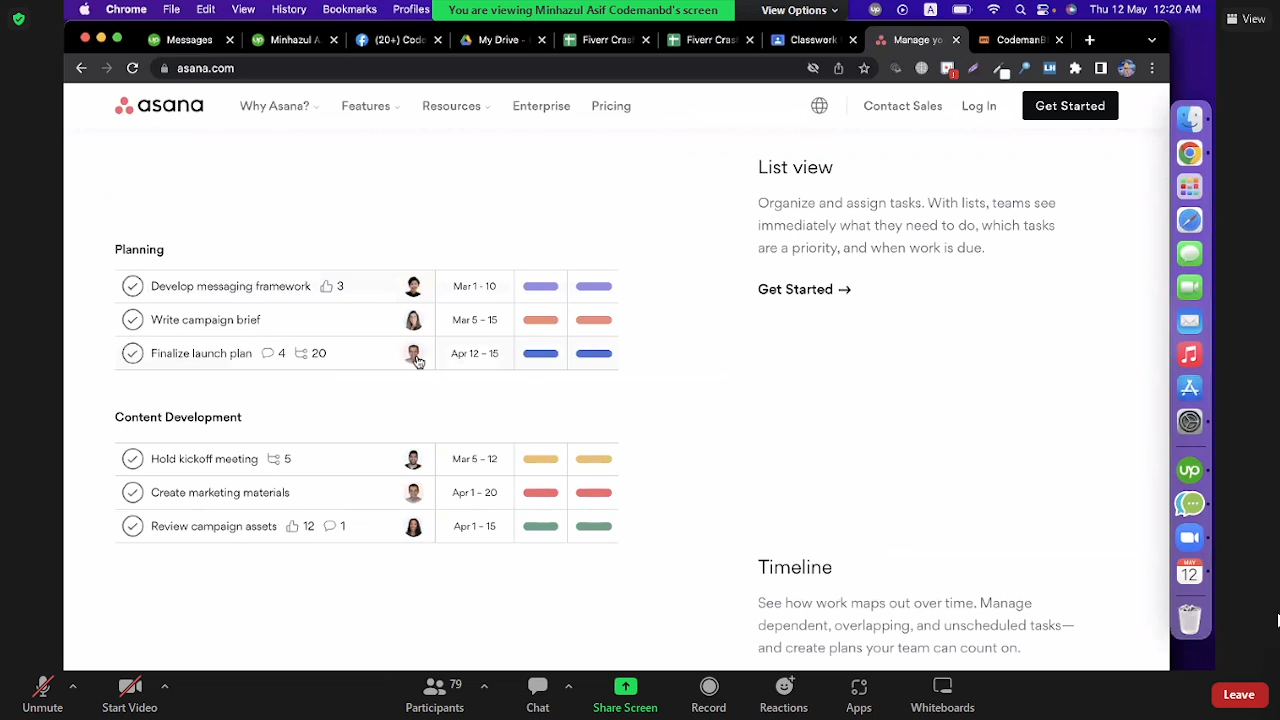 Chrome File Edit View History Bookmarks Profiles You are viewing Minhazul Asif Codemanbd's screen View Options A Thu 12 May 12:20 AM View
Messages Minhazul A. (20+) Code My Drive - Fiverr Cras Fiverr Cras Classwork Manage yo CodemanB
asana.com LH 1
asana Why Asana? Features Resources Enterprise Pricing Contact Sales Log In Get Started
List view
Organize and assign tasks. With lists, teams see
immediately what they need to do, which tasks
are a priority, and when work is due.
Get Started →
Planning
Develop messaging framework 3 Mar 1 - 10
Write campaign brief Mar 5 – 15
Finalize launch plan 4 20 Apr 12 – 15
Content Development
Hold kickoff meeting 5 Mar 5 – 12
Create marketing materials Apr 1 – 20
Review campaign assets 12 1 Apr 1 – 15
Timeline
See how work maps out over time. Manage
dependent, overlapping, and unscheduled tasks—
and create plans your team can count on.
up
MAY
12
79
Unmute Start Video Participants Chat Share Screen Record Reactions Apps Whiteboards Leave